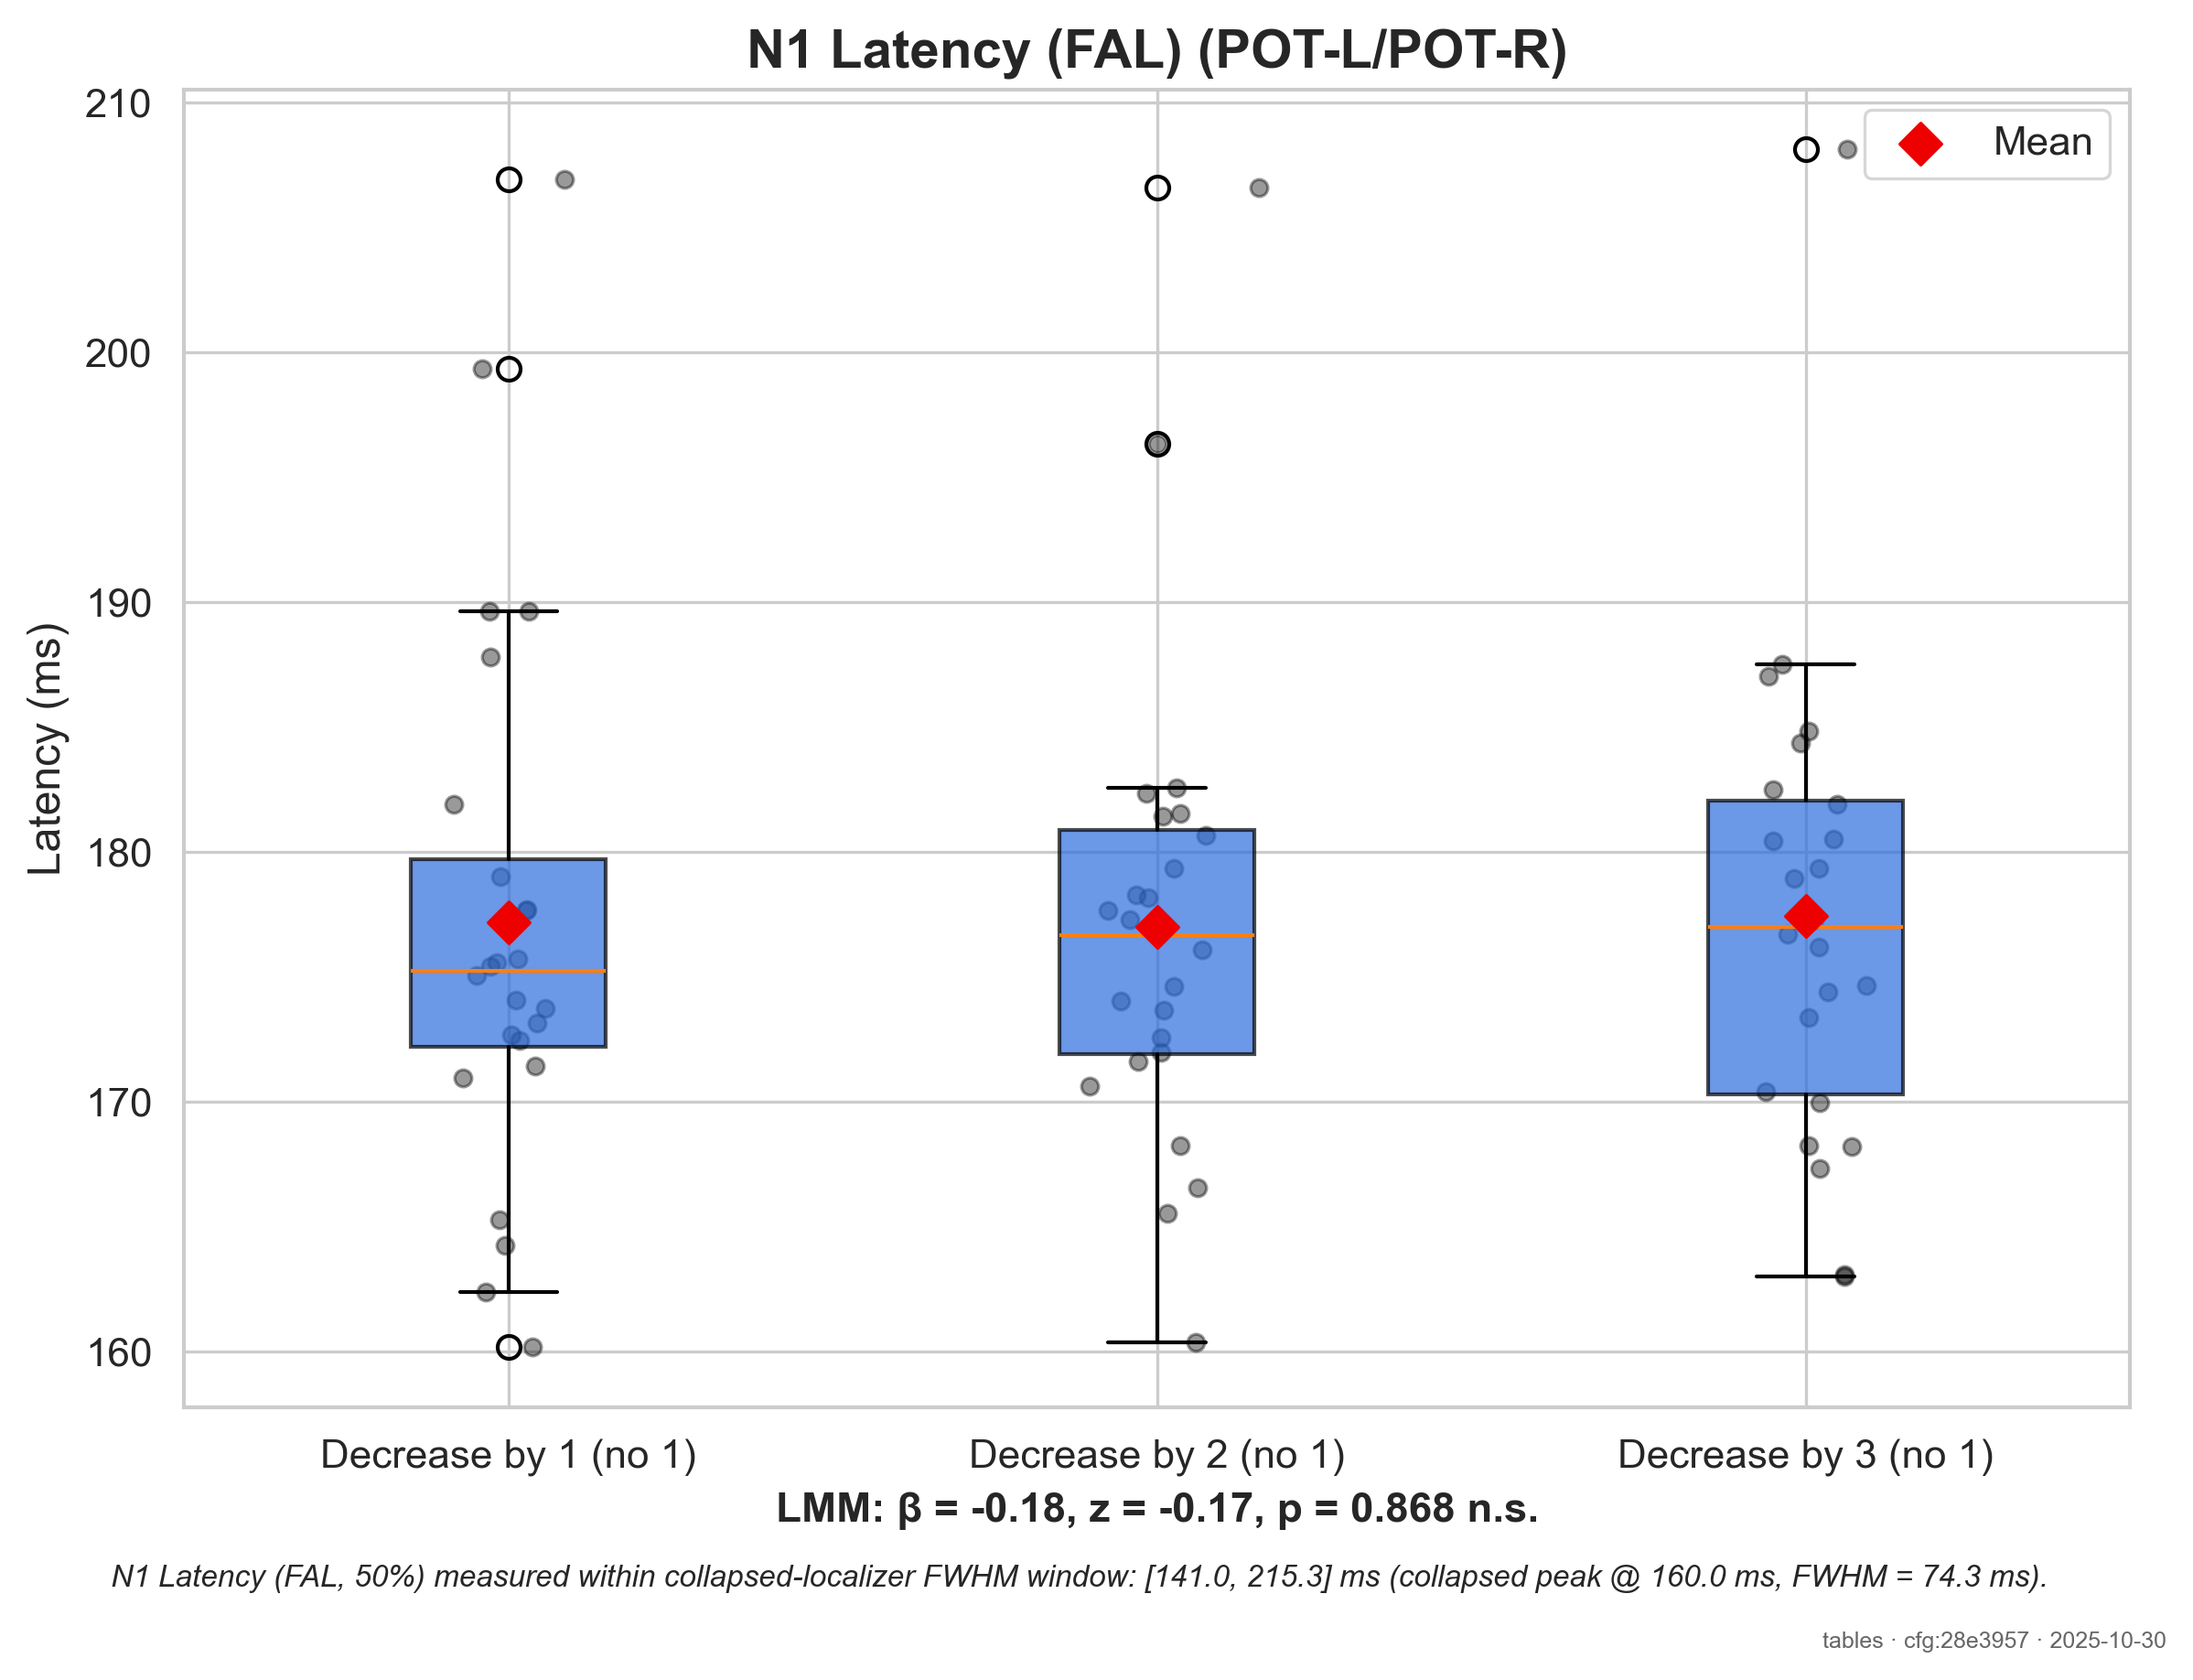 N1 Latency (FAL) (POT-L/POT-R)
210
200
190
180
170
160
Latency (ms)
Mean
Decrease by 1 (no 1)
Decrease by 2 (no 1)
Decrease by 3 (no 1)
LMM: β = -0.18, z = -0.17, p = 0.868 n.s.
N1 Latency (FAL, 50%) measured within collapsed-localizer FWHM window: [141.0, 215.3] ms (collapsed peak @ 160.0 ms, FWHM = 74.3 ms).
tables · cfg:28e3957 · 2025-10-30